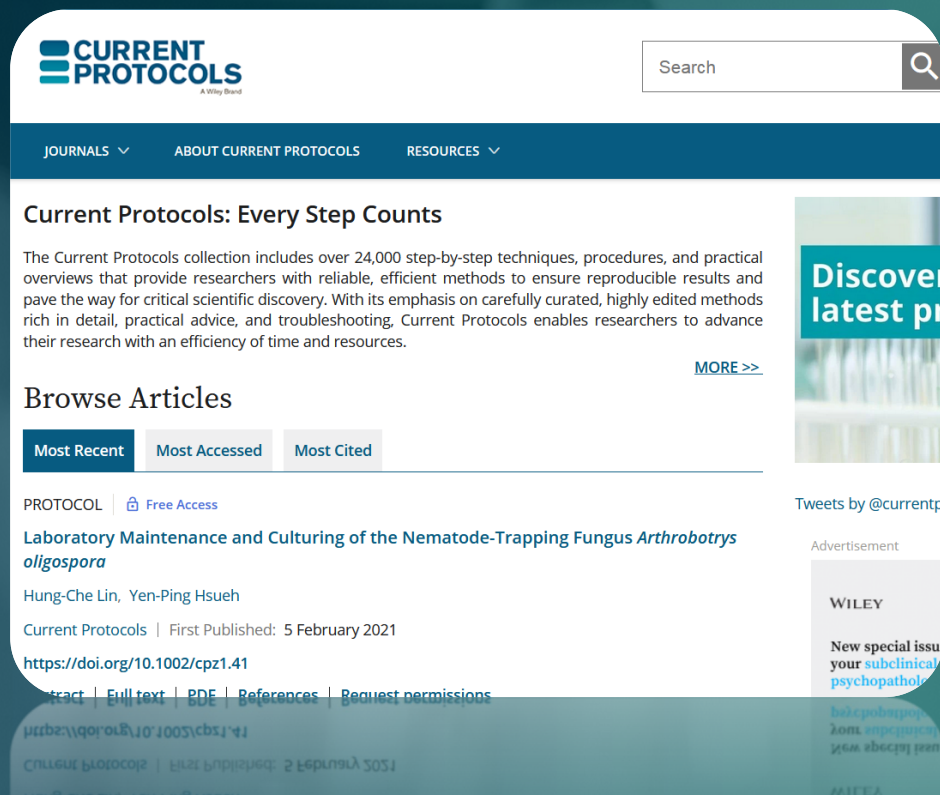 CURRENT
PROTOCOLS
A Wiley Brand
Search
JOURNALS
ABOUT CURRENT PROTOCOLS
RESOURCES
Current Protocols: Every Step Counts
The Current Protocols collection includes over 24,000 step-by-step techniques, procedures, and practical
overviews that provide researchers with reliable, efficient methods to ensure reproducible results and
pave the way for critical scientific discovery. With its emphasis on carefully curated, highly edited methods
rich in detail, practical advice, and troubleshooting, Current Protocols enables researchers to advance
their research with an efficiency of time and resources.
MORE >>
Browse Articles
Most Recent
Most Accessed
Most Cited
PROTOCOL | Free Access
Laboratory Maintenance and Culturing of the Nematode-Trapping Fungus Arthrobotrys
oligospora
Hung-Che Lin, Yen-Ping Hsueh
Current Protocols | First Published: 5 February 2021
https://doi.org/10.1002/cpz1.41
| Full text | PDF | References | Request permissions
Discover
latest
Tweets by
Advertisement
WILEY
New special
your subclinical